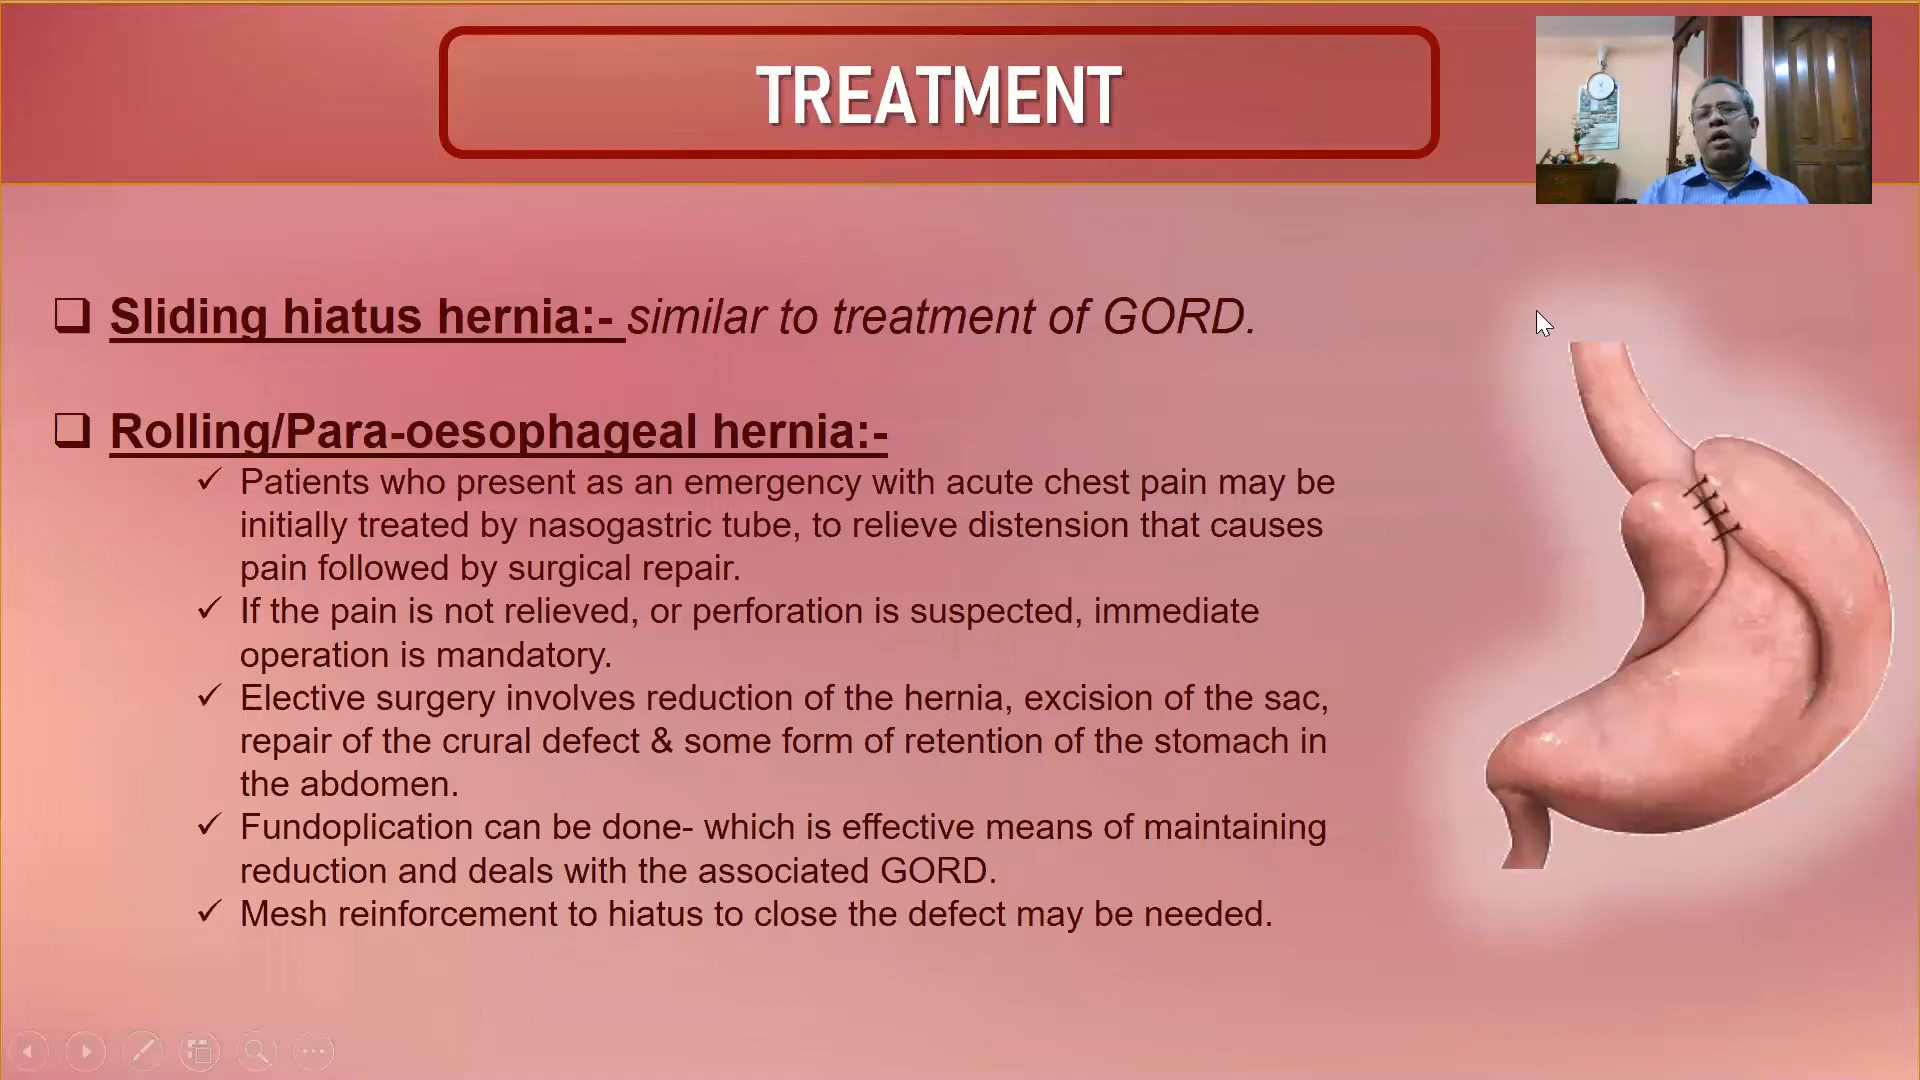 TREATMENT
Sliding hiatus hernia:- similar to treatment of GORD.
Rolling/Para-oesophageal hernia:-
Patients who present as an emergency with acute chest pain may be
initially treated by nasogastric tube, to relieve distension that causes
pain followed by surgical repair.
If the pain is not relieved, or perforation is suspected, immediate
operation is mandatory.
Elective surgery involves reduction of the hernia, excision of the sac,
repair of the crural defect & some form of retention of the stomach in
the abdomen.
Fundoplication can be done- which is effective means of maintaining
reduction and deals with the associated GORD.
Mesh reinforcement to hiatus to close the defect may be needed.